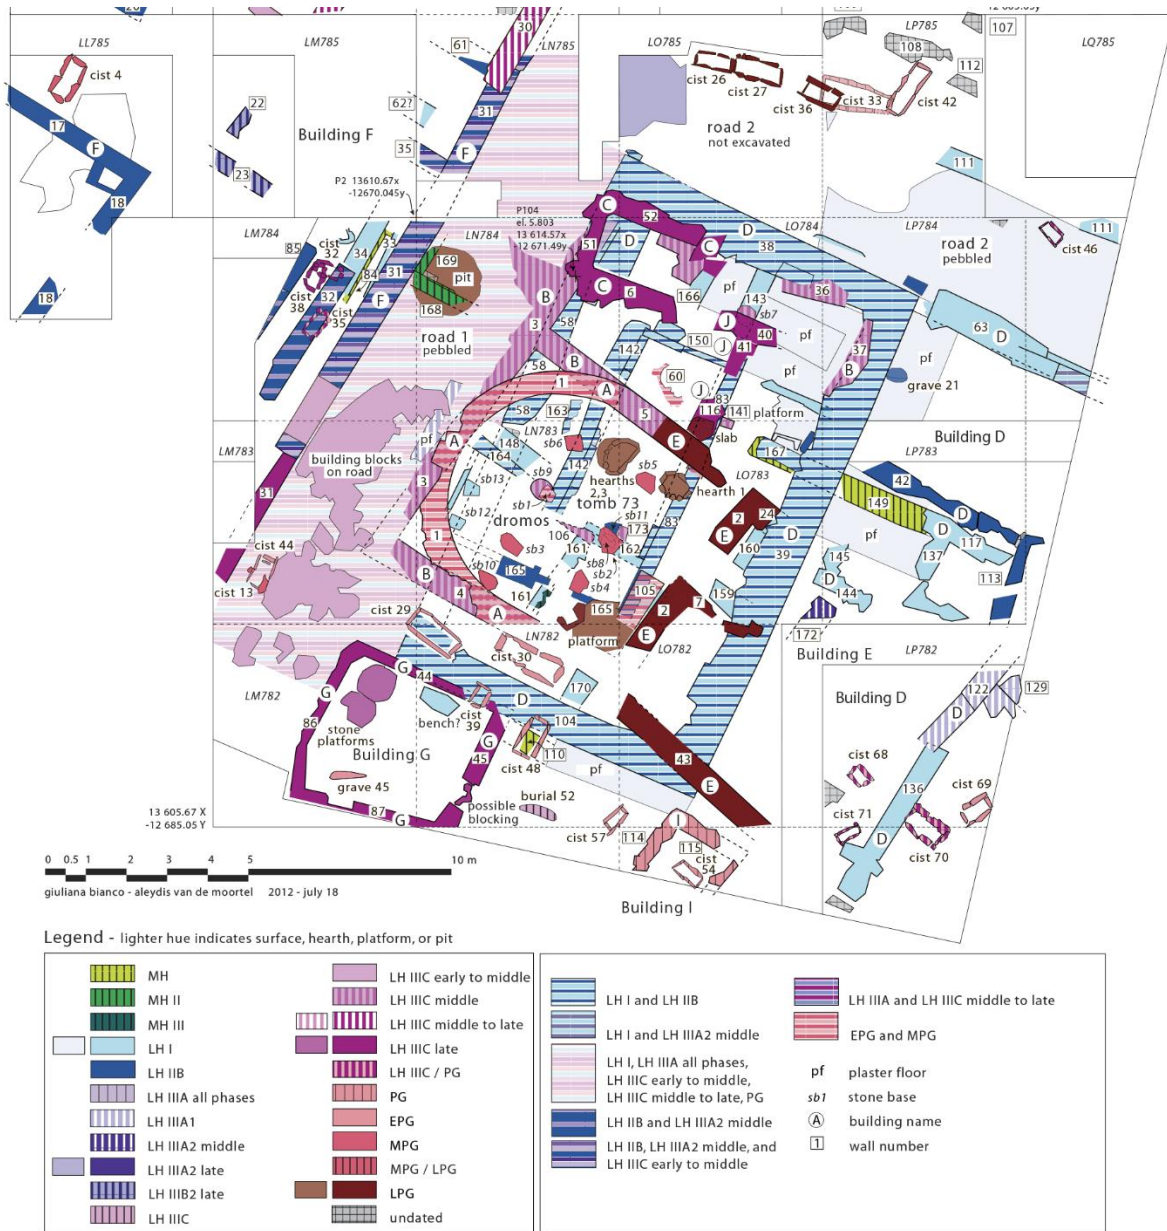 LL785
LM785
LN785
LO785
LP785
LQ785
61
30
107
108
112
cist 4
cist 26
cist 27
cist 36
cist 33
cist 42
17
F
22
62?
31
Building F
road 2
not excavated
23
35
F
111
18
P2 13610.67x
-12670.045y
P104
el. 5.803
13 614.57x
-12 671.49y
C
52
D
38
LO784
LP784
111
cist 46
LM784
85
cist
32
34
33
31
84
LN784
169
pit
168
51
D
C
road 2
pebbled
18
cist
38
32
cist
35
F
C
6
166
pf
143
36
sb7
63
D
B
3
58
road 1
pebbled
150
J
40
41
J
pf
37
B
pf
142
B
58
60
pf
grave 21
1
A
J
83
116
141
platform
5
58
163
slab
Building D
LM783
building blocks
on road
pf
A
LN783
148
sb6
164
142
E
167
LP783
31
3
sb13
sb9
hearths
2,3
sb5
hearth 1
LO783
42
149
D
sb12
sb1
tomb 73
dromos
sb11
106
173
83
2
24
D
39
pf
117
1
sb3
161
162
E
160
145
137
cist 44
B
sb10
165
sb8
sb2
sb4
D
113
cist 13
4
161
105
2
7
159
144
cist 29
A
165
172
platform
E
LN782
LO782
Building E
LP782
cist 30
LM782
G
44
D
170
Building D
122
129
86
bench?
cist
39
104
D
stone
platforms
G
Building G
45
110
cist 48
pf
43
cist 68
E
136
cist 69
grave 45
burial 52
13 605.67 X
-12 685.05 Y
87
G
possible
blocking
cist 57
114
I
115
cist
54
cist 71
D
cist 70
Building I
0 0.5 1 2 3 4 5 10 m
giuliana bianco - aleydis van de moortel 2012 - july 18
Legend - lighter hue indicates surface, hearth, platform, or pit
MH
MH II
MH III
LH I
LH IIB
LH IIIA all phases
LH IIIA1
LH IIIA2 middle
LH IIIA2 late
LH IIIB2 late
LH IIIC
LH IIIC early to middle
LH IIIC middle
LH IIIC middle to late
LH IIIC late
LH IIIC / PG
PG
EPG
MPG
MPG / LPG
LPG
undated
LH I and LH IIB
LH I and LH IIIA2 middle
LH I, LH IIIA all phases,
LH IIIC early to middle,
LH IIIC middle to late, PG
LH IIB and LH IIIA2 middle
LH IIB, LH IIIA2 middle, and
LH IIIC early to middle
LH IIIA and LH IIIC middle to late
EPG and MPG
pf plaster floor
sb1 stone base
A building name
1 wall number